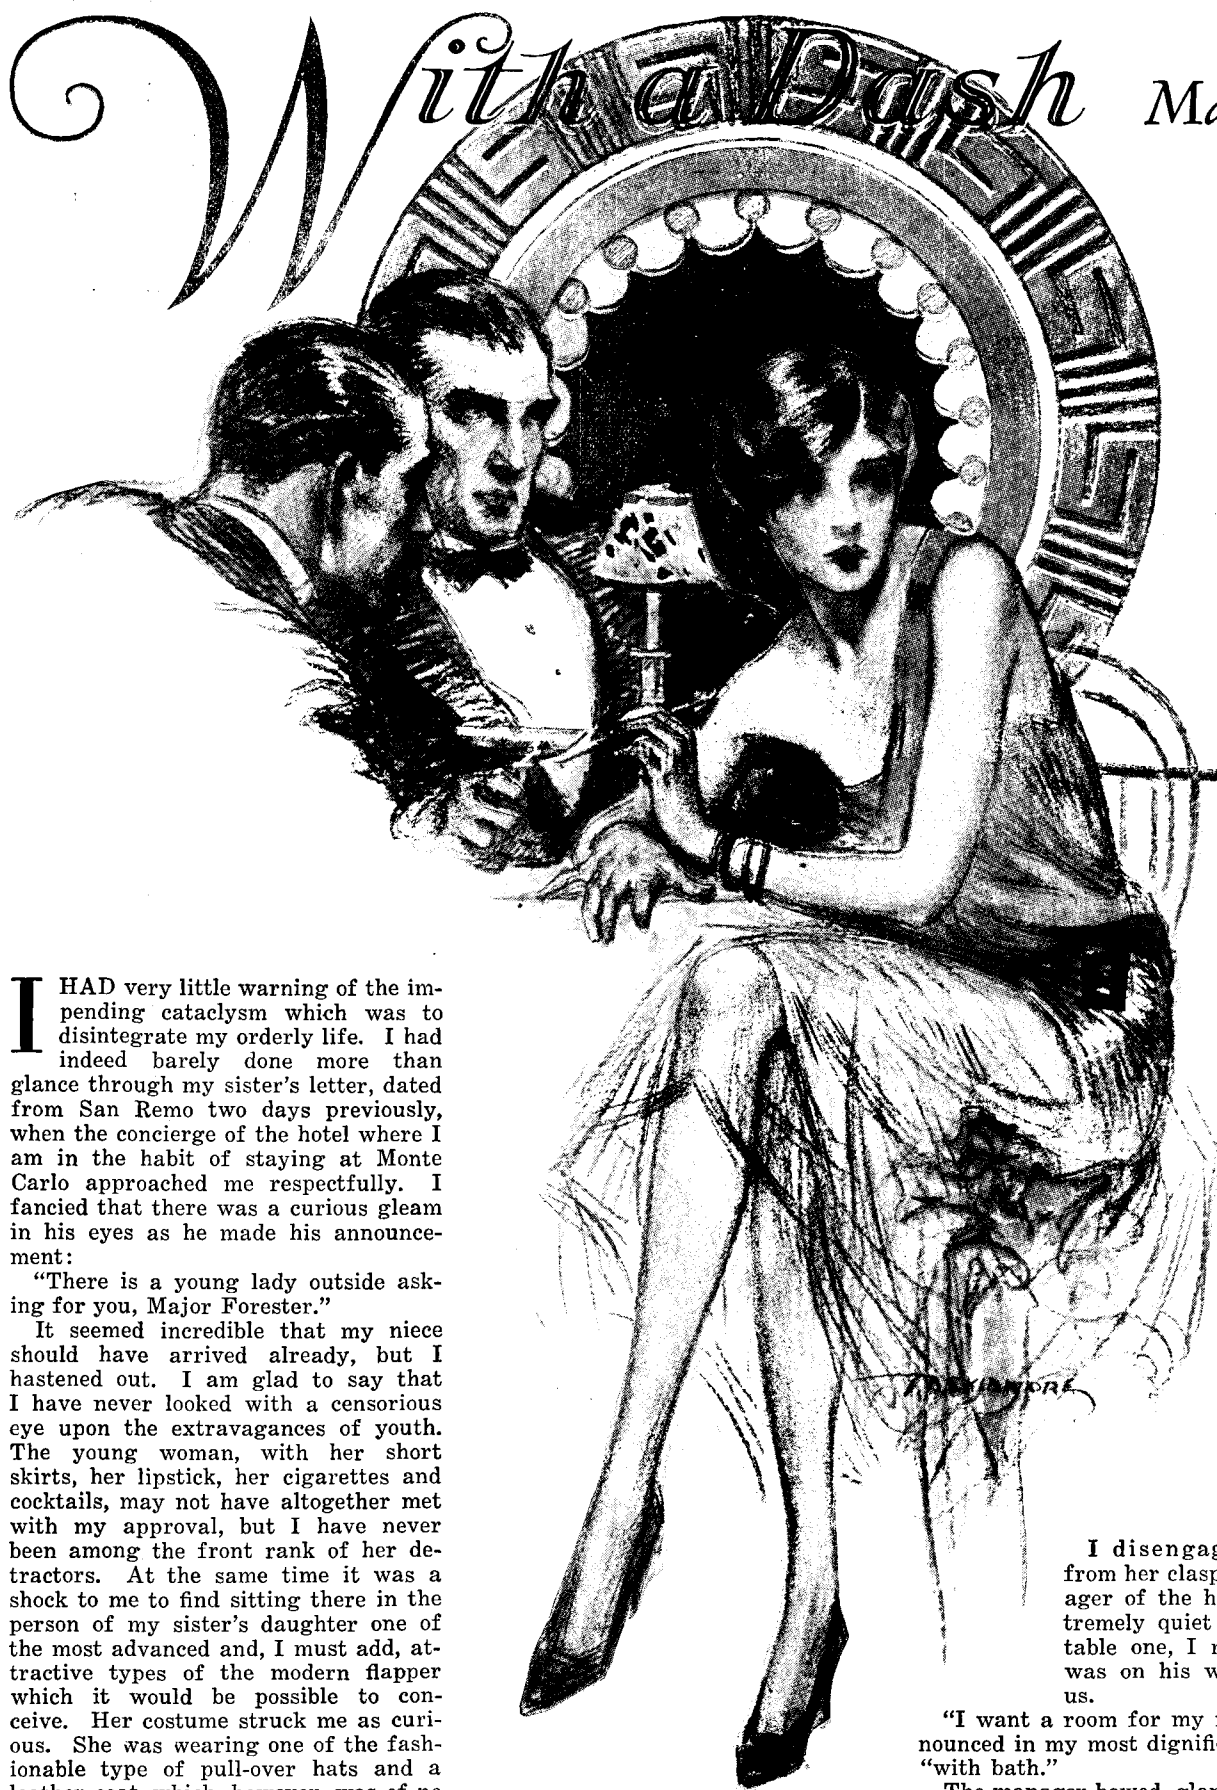 With a Dash
I HAD very little warning of the im-
pending cataclysm which was to
disintegrate my orderly life. I had
indeed barely done more than
glance through my sister's letter, dated
from San Remo two days previously,
when the concierge of the hotel where I
am in the habit of staying at Monte
Carlo approached me respectfully. I
fancied that there was a curious gleam
in his eyes as he made his announce-
ment:
"There is a young lady outside ask-
ing for you, Major Forester."
It seemed incredible that my niece
should have arrived already, but I
hastened out. I am glad to say that
I have never looked with a censorious
eye upon the extravagances of youth.
The young woman, with her short
skirts, her lipstick, her cigarettes and
cocktails, may not have altogether met
with my approval, but I have never
been among the front rank of her de-
tractors. At the same time it was a
shock to me to find sitting there in the
person of my sister's daughter one of
the most advanced and, I must add, at-
tractive types of the modern flapper
which it would be possible to con-
ceive. Her costume struck me as curi-
ous. She was wearing one of the fash-
ionable type of pull-over hats and a
I disengag
from her clasp
ager of the h
tremely quiet
table one, I r
was on his w
us.
"I want a room for my
nounced in my most dignifi
"with bath."